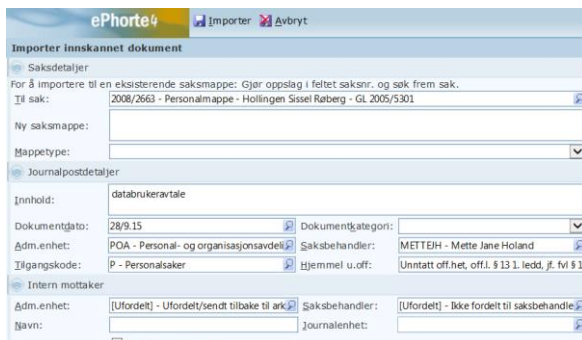 ePhorte4 Importer Avbryt
Importer innskannet dokument
Saksdetaljer
For å importere til en eksisterende saksmappe: Gjør oppslag i feltet saksnr. og søk frem sak.
Til sak: 2008/2663 - Personalmappe - Hollingen Sissel Røberg - GL 2005/5301
Ny saksmappe:
Mappetype:
Journalpostdetaljer
Innhold: databrukeravtale
Dokumentdato: 28/9.15 Dokumentkategori:
Adm.enhet: POA - Personal- og organisasjonsavdeli Saksbehandler: METTEJH - Mette Jane Holand
Tilgangskode: P - Personalsaker Hjemmel u.off: Unntatt off.het, off.l. § 13 1. ledd, jf. fvl § 1
Intern mottaker
Adm.enhet: [Ufordelt] - Ufordelt/sendt tilbake til ark Saksbehandler: [Ufordelt] - Ikke fordelt til saksbehandle
Navn: Journalenhet: